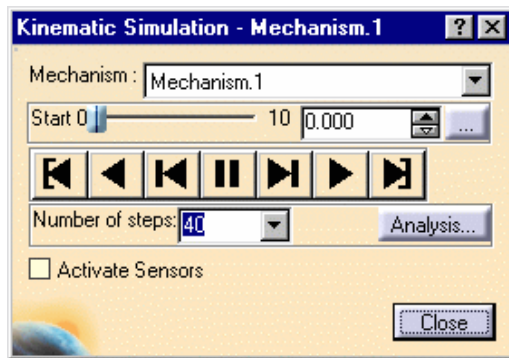 Kinematic Simulation - Mechanism.1 ? ×
Mechanism : Mechanism.1
Start 0 10 0.000 ...
Number of steps: 40 Analysis...
Activate Sensors
Close